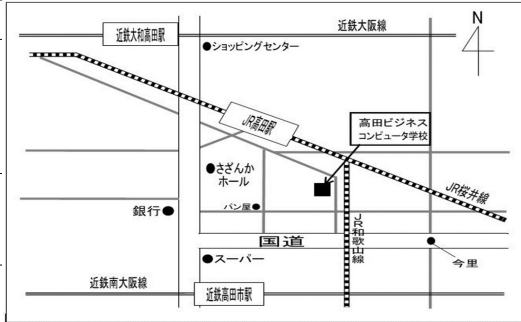 近鉄大和高田駅
近鉄大阪線
N
ショッピングセンター
JR高田駅
高田ビジネス
コンピュータ学校
さざんか
ホール
パン屋
銀行
JR桜井線
JR和歌山線
国道
今里
スーパー
近鉄南大阪線
近鉄高田市駅